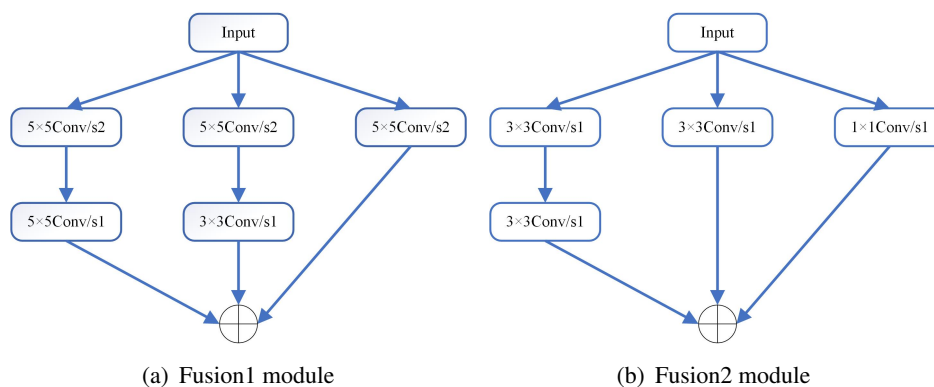 Input
5×5Conv/s2
5×5Conv/s2
5×5Conv/s2
5×5Conv/s1
3×3Conv/s1
(a) Fusion1 module
Input
3×3Conv/s1
3×3Conv/s1
1×1Conv/s1
3×3Conv/s1
(b) Fusion2 module